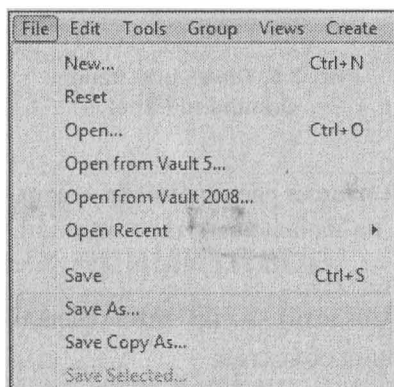 File Edit Tools Group Views Create
New... Ctrl+N
Reset
Open... Ctrl+O
Open from Vault 5...
Open from Vault 2008...
Open Recent
Save Ctrl+S
Save As...
Save Copy As...
Save Selected...